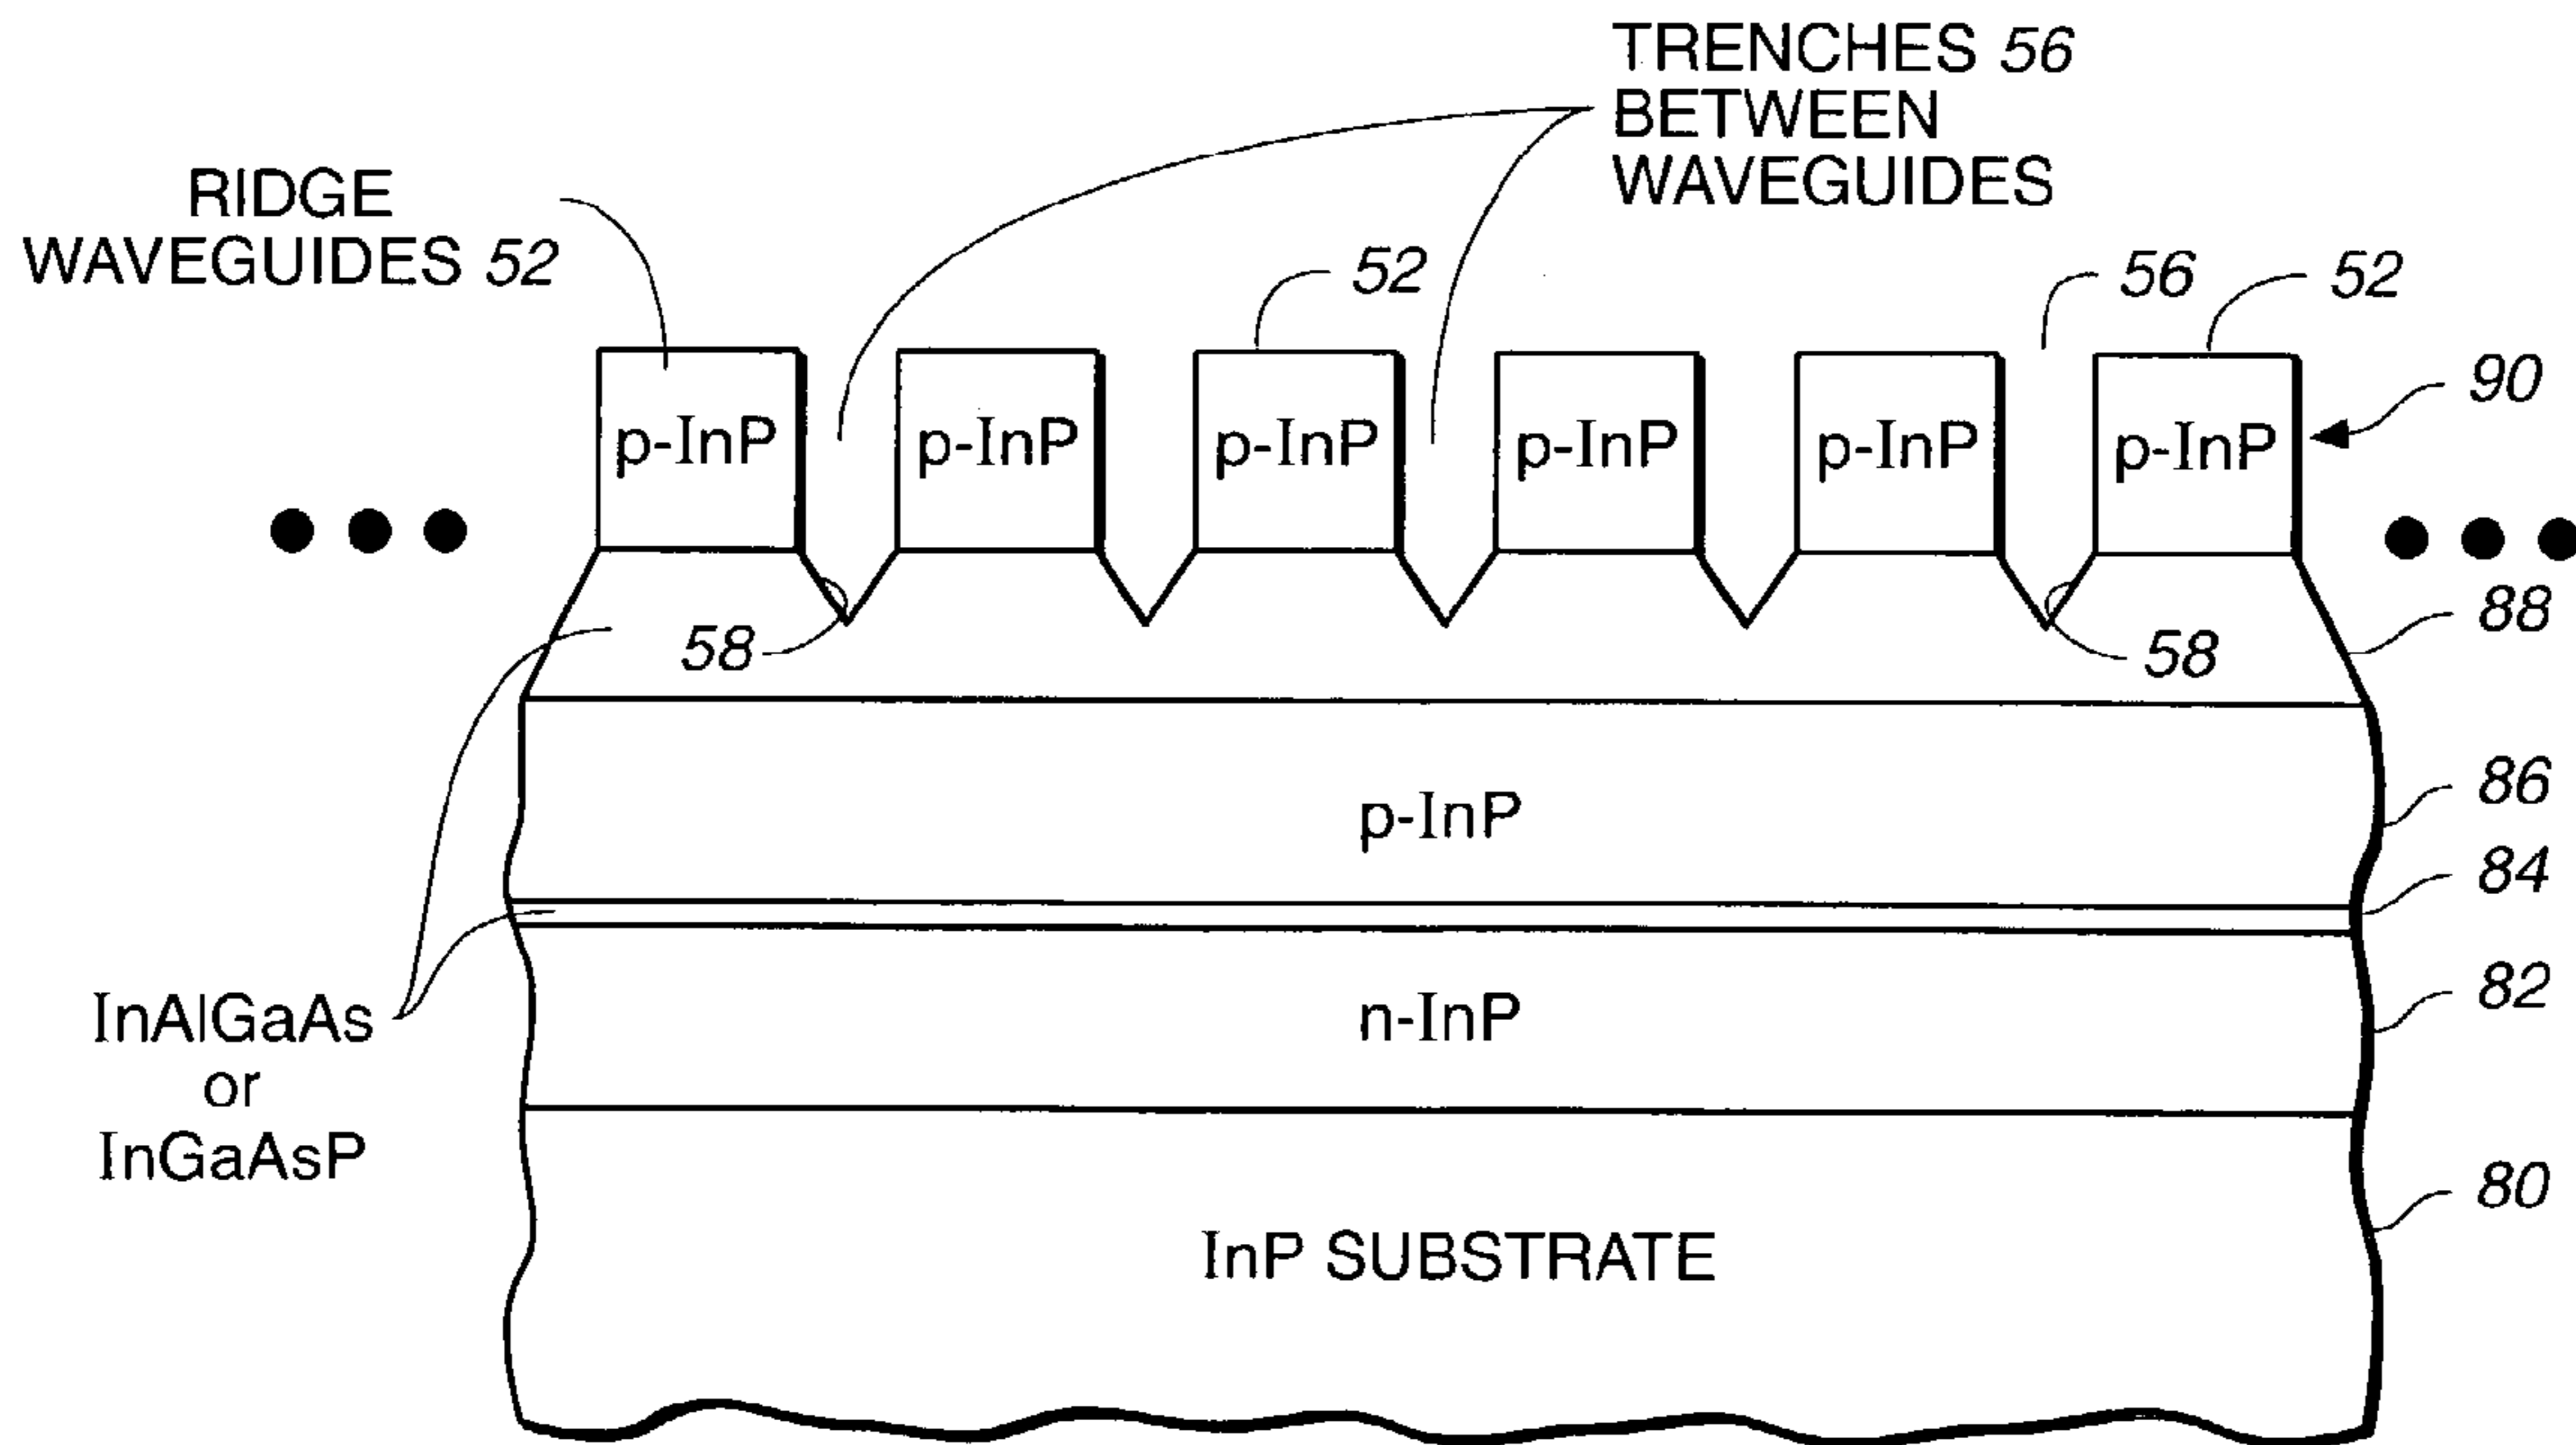 TRENCHES 56
BETWEEN
WAVEGUIDES
RIDGE
WAVEGUIDES 52
52
56
52
90
p-InP
p-InP
p-InP
p-InP
p-InP
p-InP
88
58
58
86
p-InP
84
82
InAlGaAs
or
InGaAsP
n-InP
80
InP SUBSTRATE